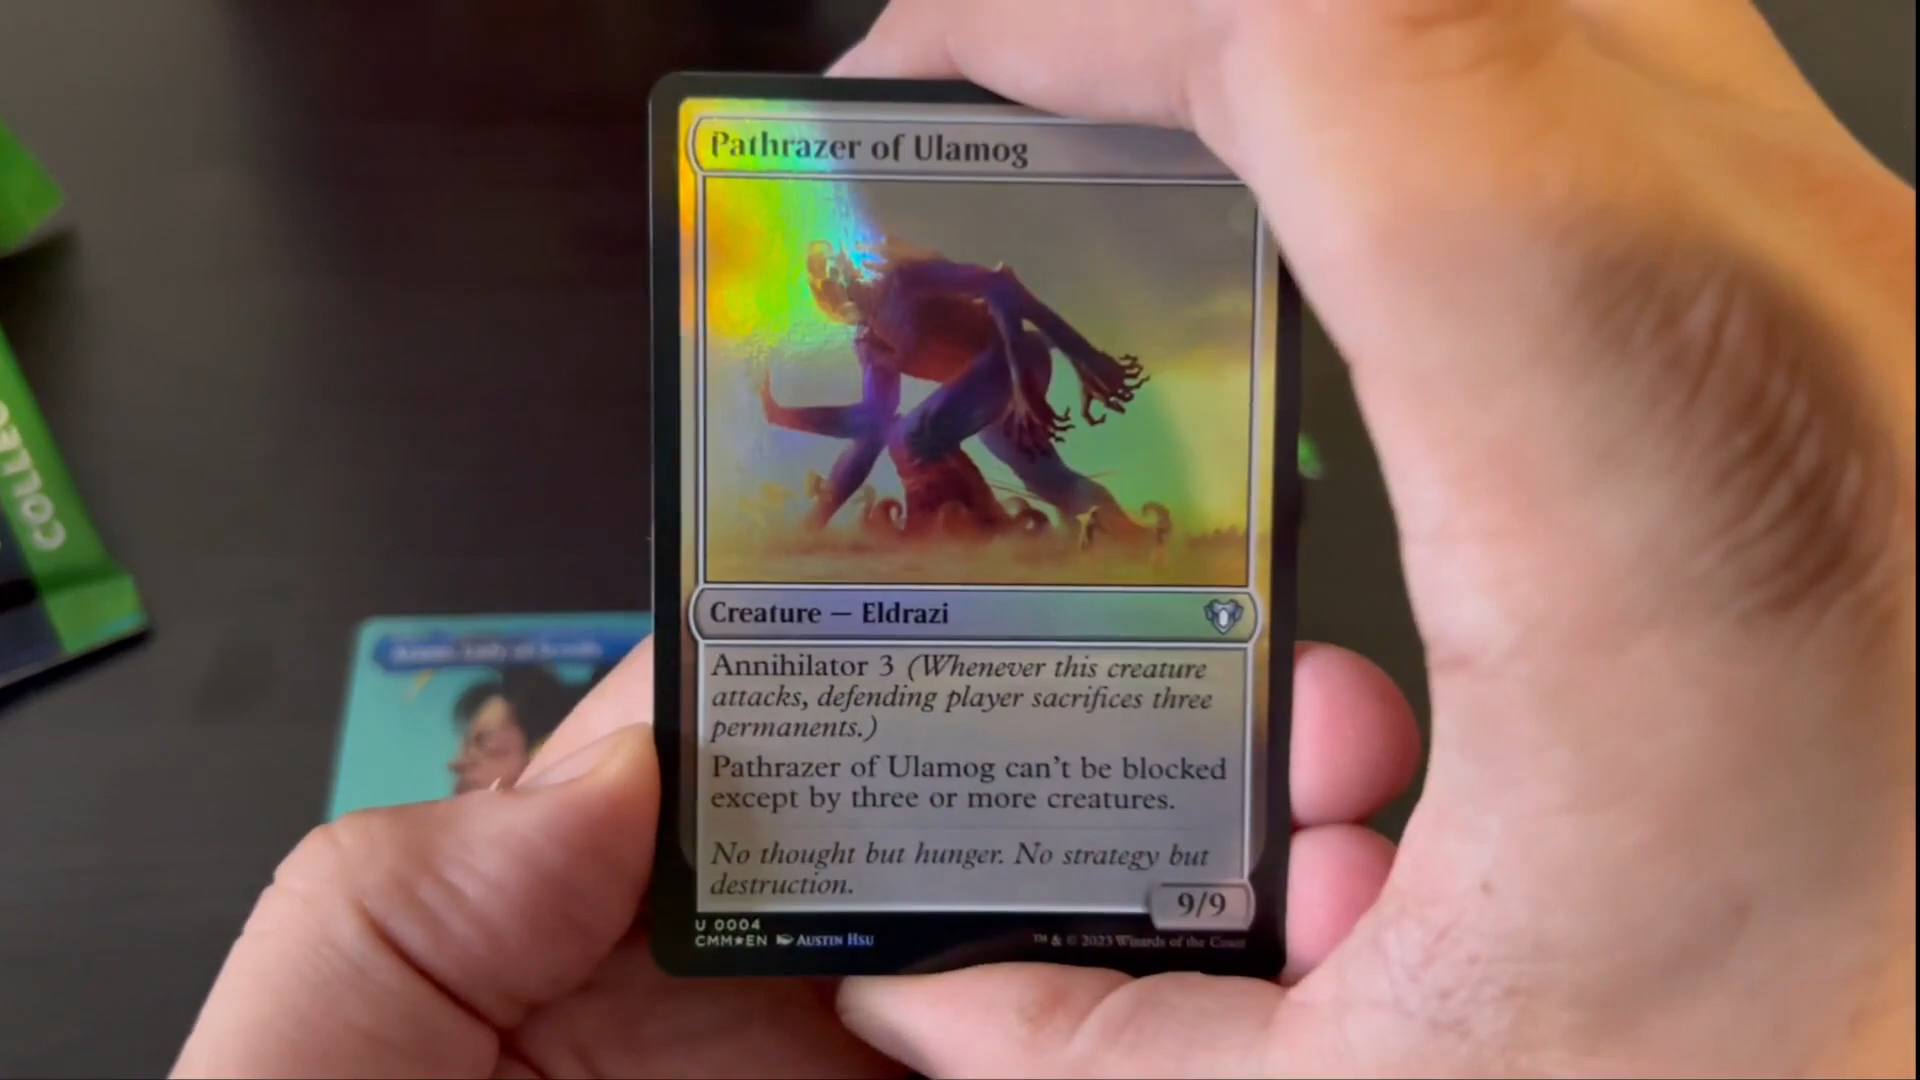 Pathrazer of Ulamog
Creature — Eldrazi
Annihilator 3 (Whenever this creature
attacks, defending player sacrifices three
permanents.)
Pathrazer of Ulamog can't be blocked
except by three or more creatures.
No thought but hunger. No strategy but
destruction.
9/9
U 0004
CMM★EN Austin Hsu
™ & © 2023 Wizards of the Coast
COLLEC